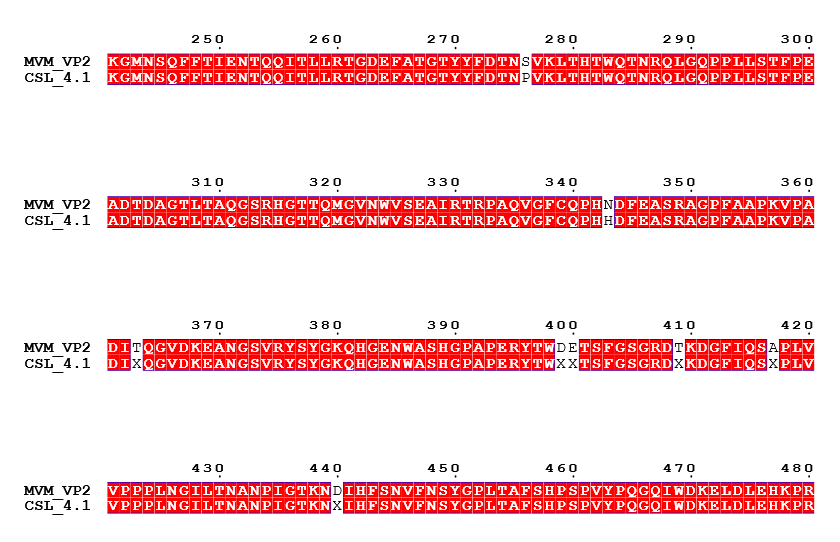 250 260 270 280 290 300
MVM_VP2 KGMNSQFFTIENTQQITLLRTGDEFATGTYYFDTNSVKLTHTWQTNRQLGQPPLLSTFPE
CSL_4.1 KGMNSQFFTIENTQQITLLRTGDEFATGTYYFDTNPVKLTHTWQTNRQLGQPPLLSTFPE
310 320 330 340 350 360
MVM_VP2 ADTDAGTLTAQGSRHGTTQMGVNWVSEAIRTRPAQVGFCQPHNDFEASRAGPFAAPKVPA
CSL_4.1 ADTDAGTLTAQGSRHGTTQMGVNWVSEAIRTRPAQVGFCQPHHDFEASRAGPFAAPKVPA
370 380 390 400 410 420
MVM_VP2 DITQGVDKEANGSVRYSYGKQHGENWASHGPAPERYTWDETSFGSGRDTKDGFIQSAPLV
CSL_4.1 DIXQGVDKEANGSVRYSYGKQHGENWASHGPAPERYTWXXTSFGSGRDXKDGFIQSXPLV
430 440 450 460 470 480
MVM_VP2 VPPPLNGILTNANPIGTKNDIHFSNVFNSYGPLTAFSHPSPVYPQGQIWDKELDLEHKPR
CSL_4.1 VPPPLNGILTNANPIGTKNXIHFSNVFNSYGPLTAFSHPSPVYPQGQIWDKELDLEHKPR